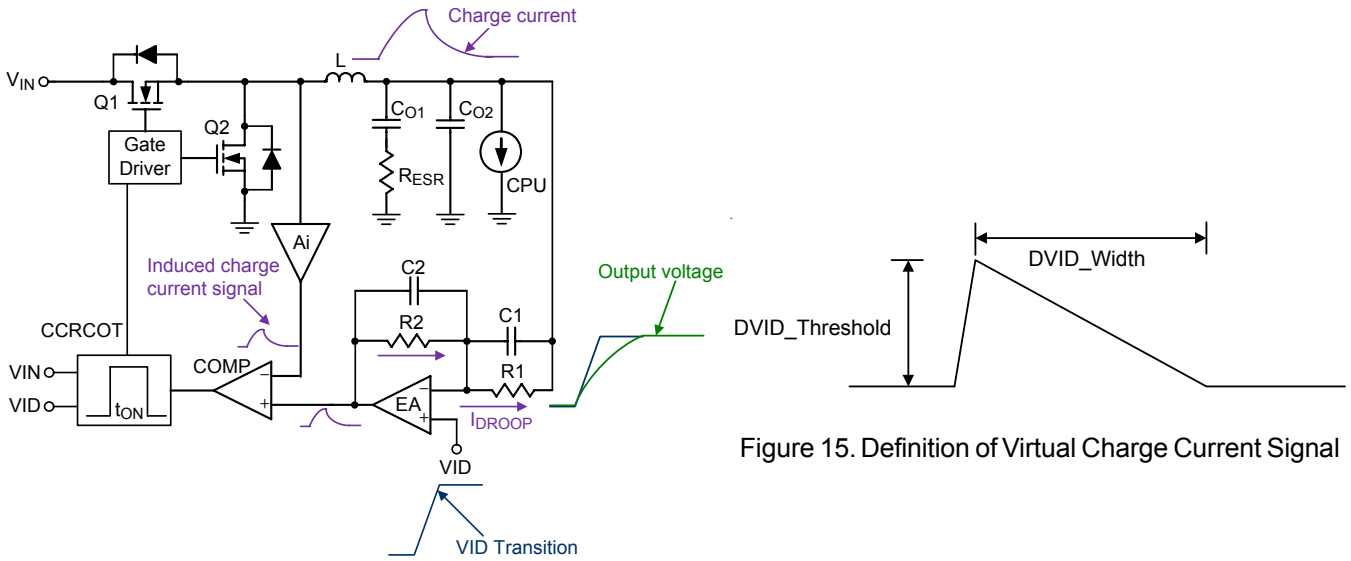 Charge current
L
VIN
Q1
CO1
CO2
Q2
Gate
Driver
RESR
CPU
Ai
Induced charge
current signal
C2
Output voltage
DVID_Width
DVID_Threshold
CCRCOT
R2
C1
COMP
R1
VIN
VID
tON
−
+
EA
−
+
IDROOP
VID
Figure 15. Definition of Virtual Charge Current Signal
VID Transition